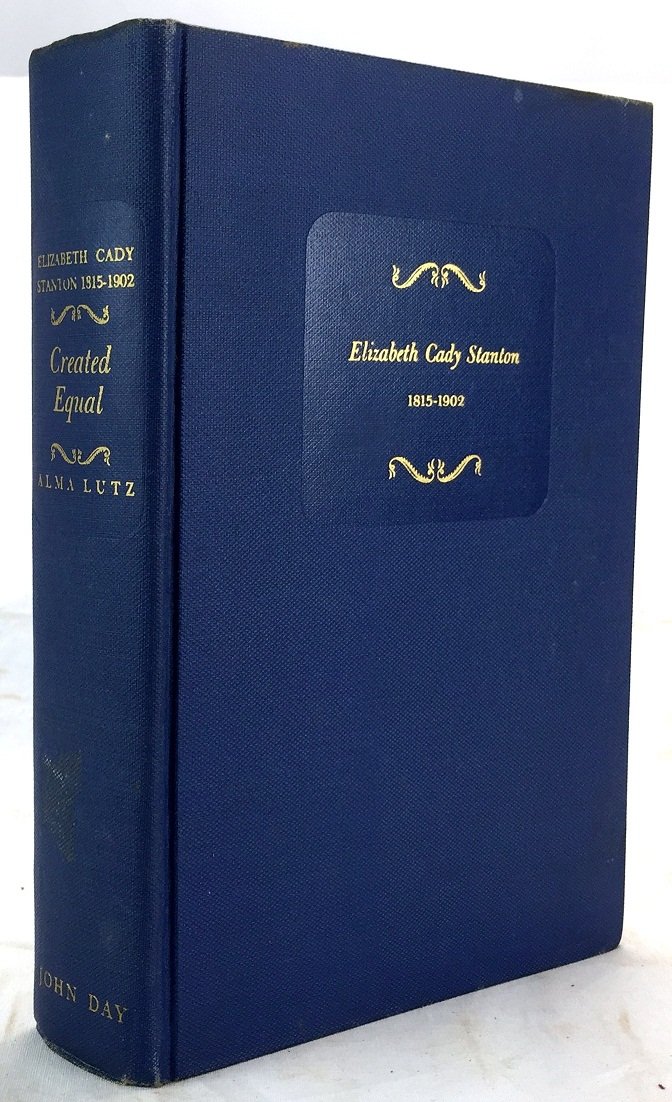 ELIZABETH CADY
STANTON 1815-1902
Created
Equal
ALMA LUTZ
JOHN DAY
Elizabeth Cady Stanton
1815-1902